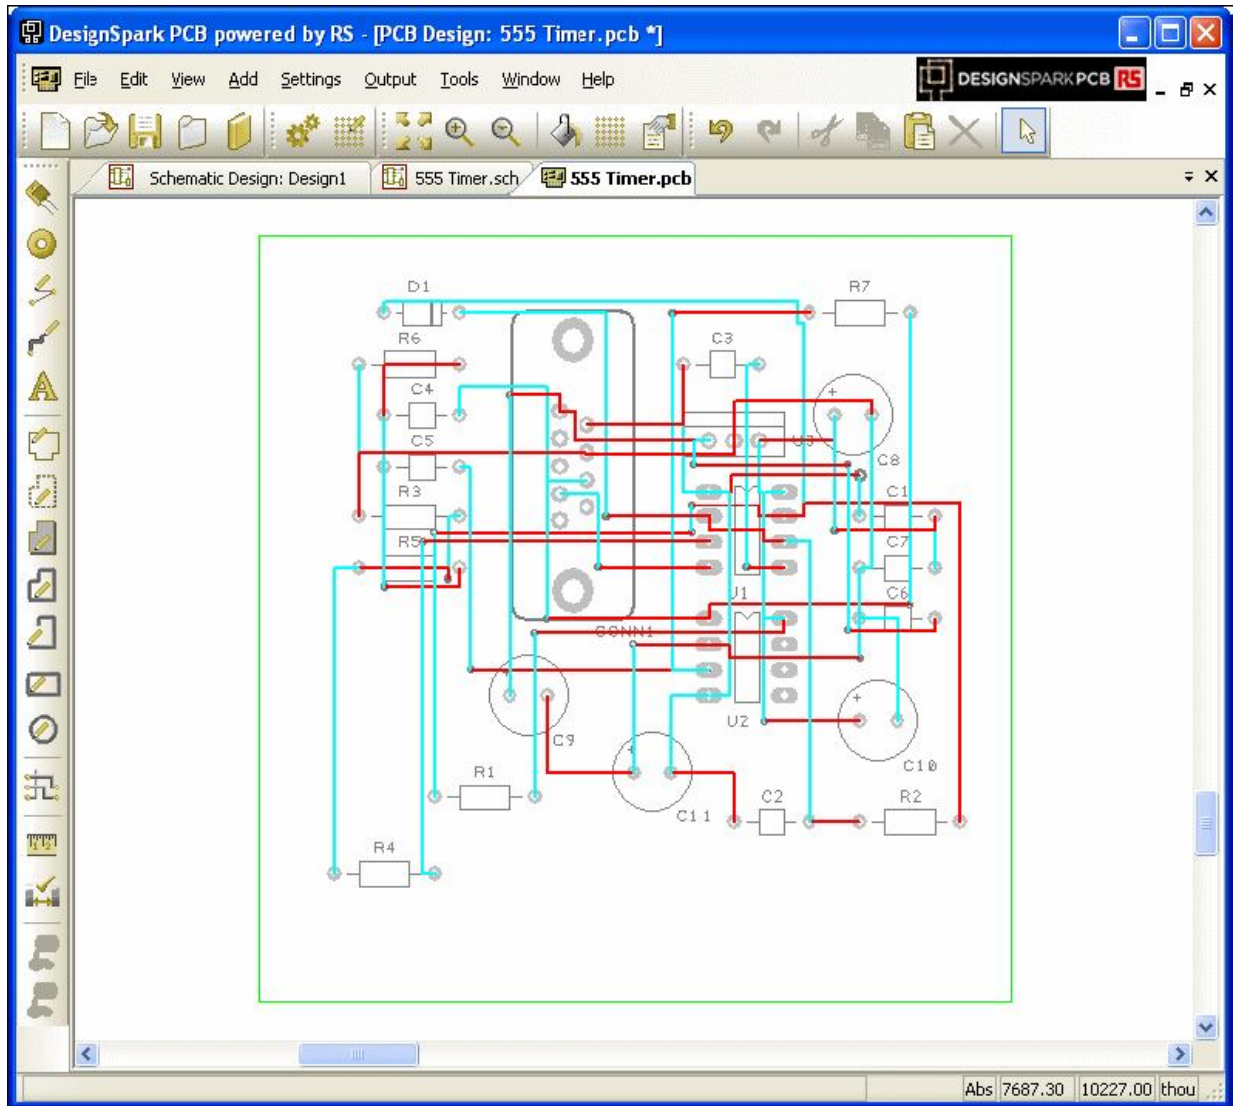 DesignSpark PCB powered by RS - [PCB Design: 555 Timer.pcb *]
File Edit View Add Settings Output Tools Window Help
DESIGNSPARK PCB RS
Schematic Design: Design1 555 Timer.sch 555 Timer.pcb
D1 R7
R6 C3
C4 +
C5 U3 C8
R3 C1
R5 C7
U1 C6
CONN1
+ +
U2
C9 + C10
R1 C11 C2 R2
R4
Abs 7687.30 10227.00 thou